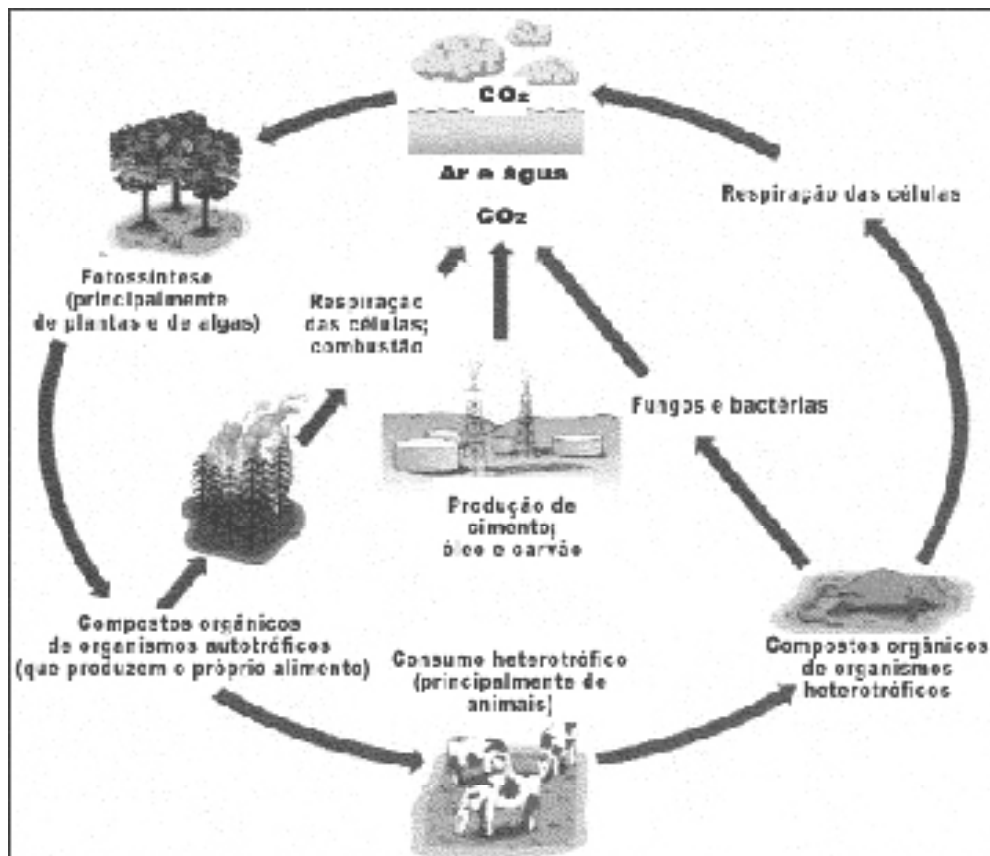 CO₂
Ar e Água
CO₂
Respiração das células
Fotossíntese
(principalmente
de plantas e de algas)
Respiração
das células;
combustão
Fungos e bactérias
Produção de
cimento;
óleo e carvão
Compostos orgânicos
de organismos autotróficos
(que produzem o próprio alimento)
Consumo heterotrófico
(principalmente de
animais)
Compostos orgânicos
de organismos
heterotróficos